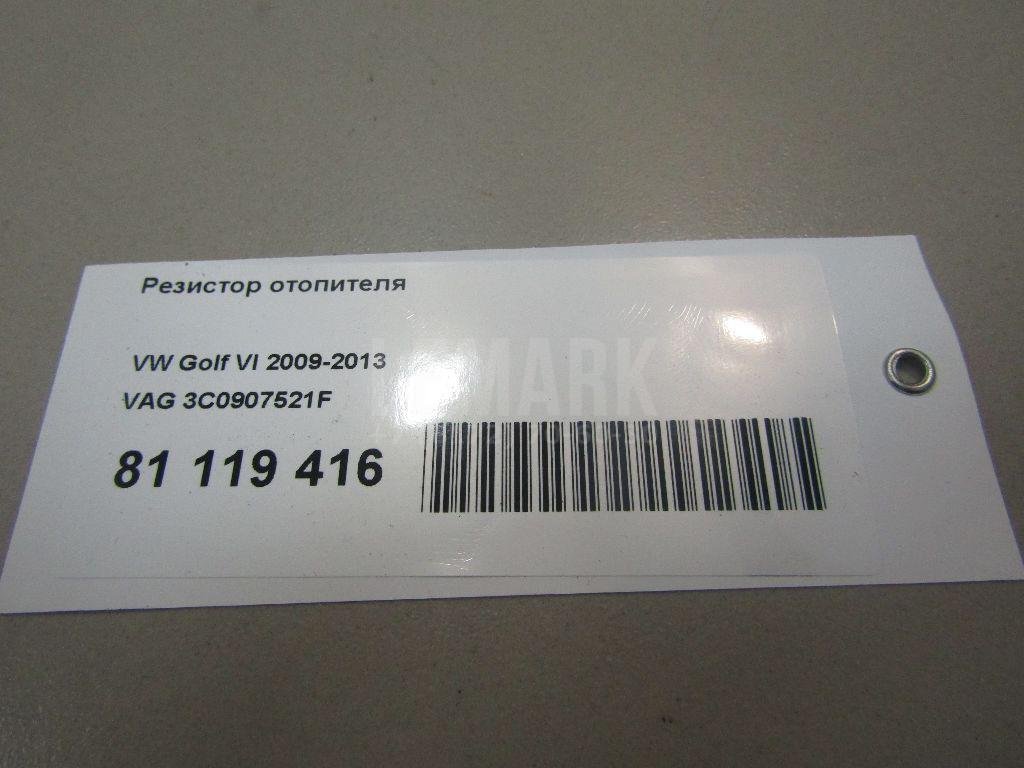 Резистор отопителя
VW Golf VI 2009-2013
VAG 3C0907521F
81 119 416